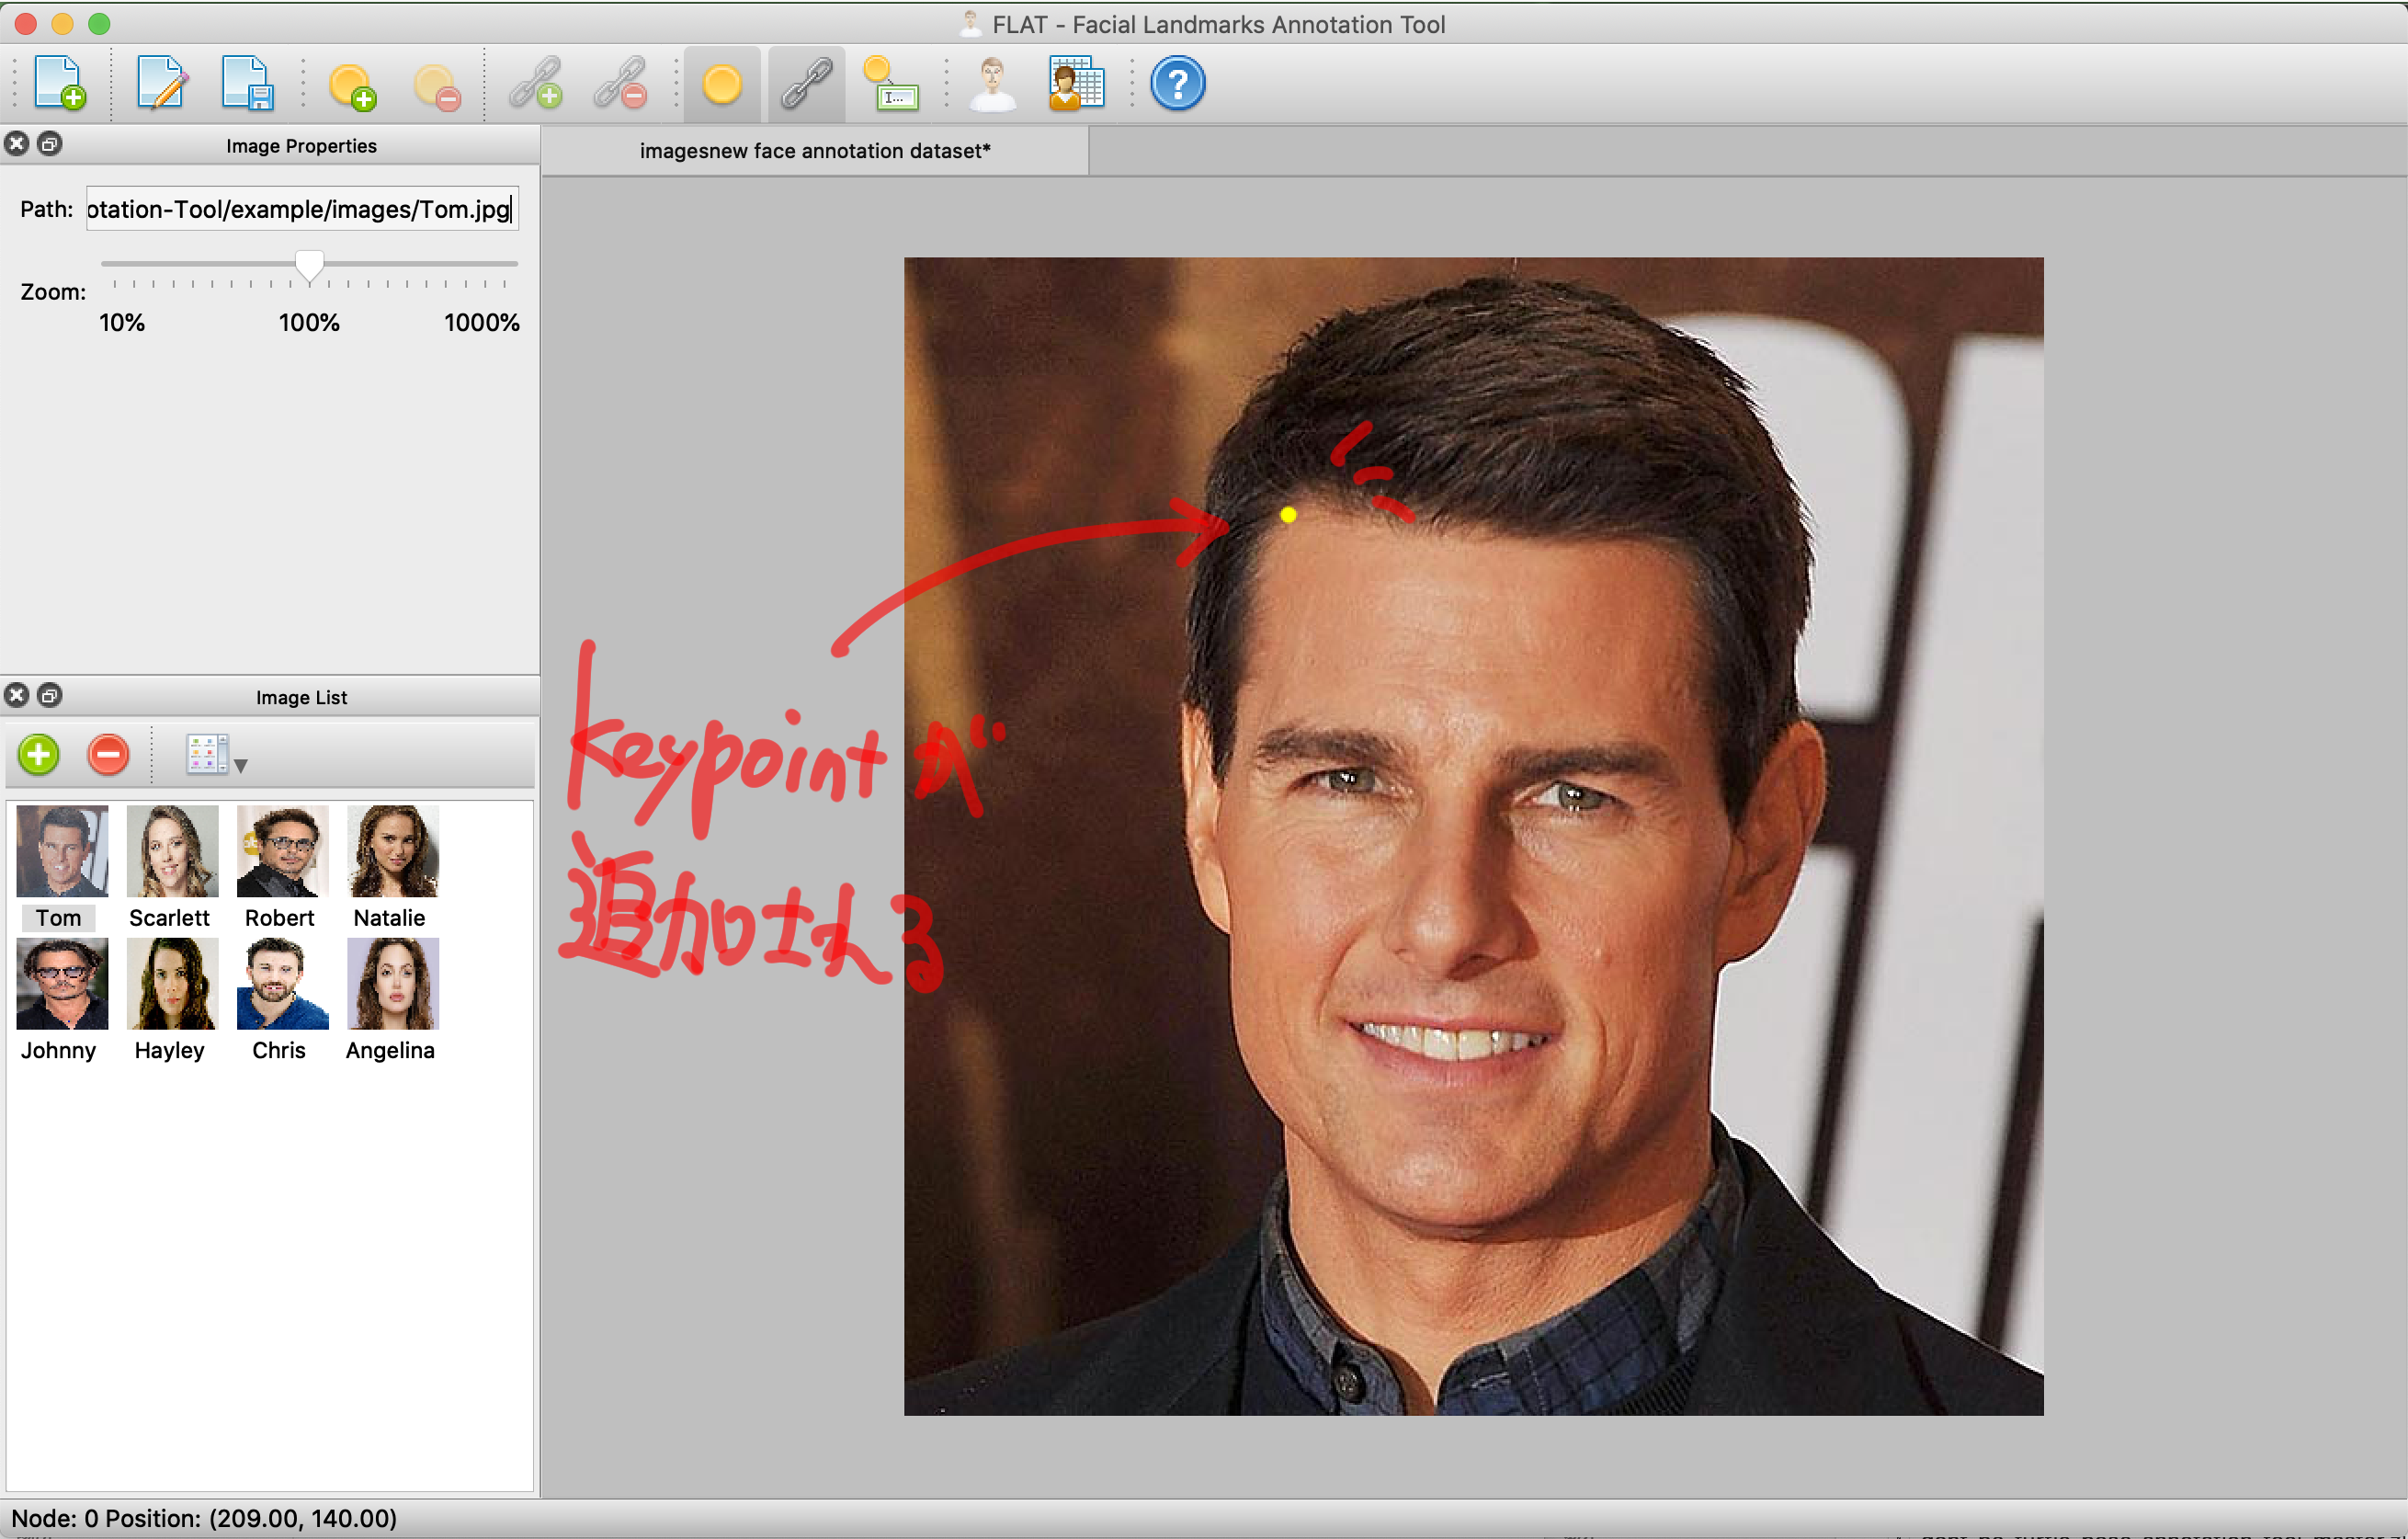 FLAT - Facial Landmarks Annotation Tool
I...
?
Image Properties
imagesnew face annotation dataset*
Path: otation-Tool/example/images/Tom.jpg
Zoom:
10% 100% 1000%
keypointが
追加される
Image List
Tom Scarlett Robert Natalie
Johnny Hayley Chris Angelina
Node: 0 Position: (209.00, 140.00)